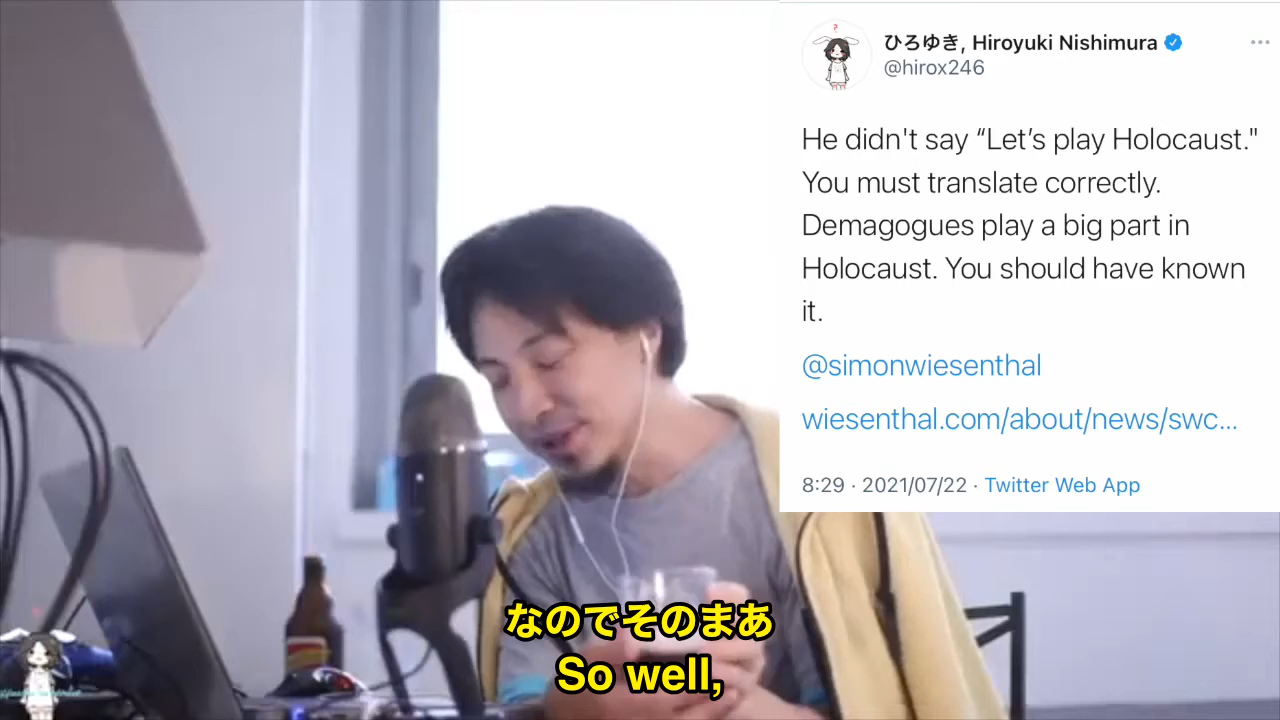 ?
ひろゆき, Hiroyuki Nishimura
@hirox246
He didn't say “Let’s play Holocaust."
You must translate correctly.
Demagogues play a big part in
Holocaust. You should have known
it.
@simonwiesenthal
wiesenthal.com/about/news/swc...
8:29 · 2021/07/22 · Twitter Web App
なのでそのまあ
So well,